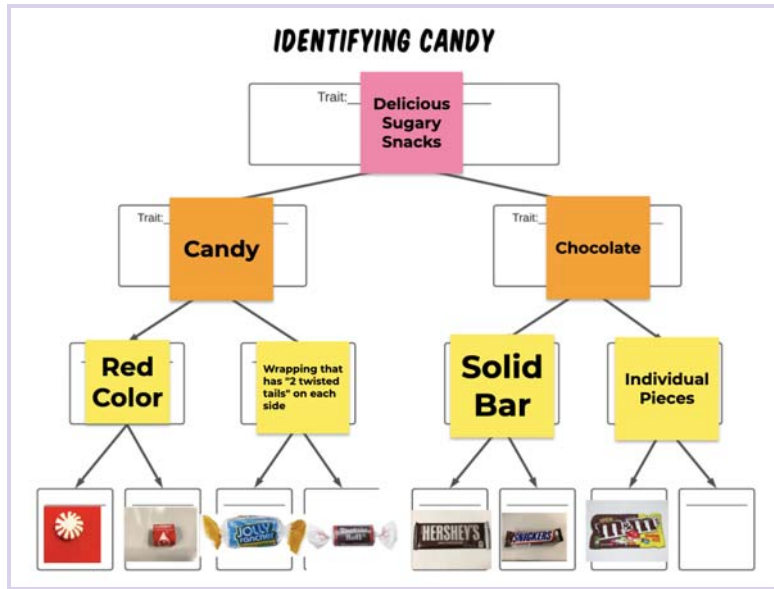 IDENTIFYING CANDY
Trait:
Delicious
Sugary
Snacks
Trait:
Candy
Trait:
Chocolate
Red
Color
Wrapping that
has "2 twisted
tails" on each
side
Solid
Bar
Individual
Pieces
JOLLY
rancher
Tootsie
Roll
HERSHEY'S
SNICKERS
m&m's